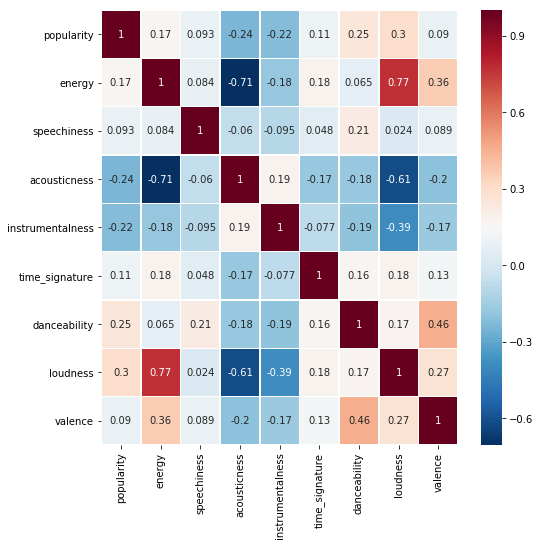 popularity 1 0.17 0.093 -0.24 -0.22 0.11 0.25 0.3 0.09
energy 0.17 1 0.084 -0.71 -0.18 0.18 0.065 0.77 0.36
speechiness 0.093 0.084 1 -0.06 -0.095 0.048 0.21 0.024 0.089
acousticness -0.24 -0.71 -0.06 1 0.19 -0.17 -0.18 -0.61 -0.2
instrumentalness -0.22 -0.18 -0.095 0.19 1 -0.077 -0.19 -0.39 -0.17
time_signature 0.11 0.18 0.048 -0.17 -0.077 1 0.16 0.18 0.13
danceability 0.25 0.065 0.21 -0.18 -0.19 0.16 1 0.17 0.46
loudness 0.3 0.77 0.024 -0.61 -0.39 0.18 0.17 1 0.27
valence 0.09 0.36 0.089 -0.2 -0.17 0.13 0.46 0.27 1
popularity
energy
speechiness
acousticness
instrumentalness
time_signature
danceability
loudness
valence
0.9
0.6
0.3
0.0
-0.3
-0.6